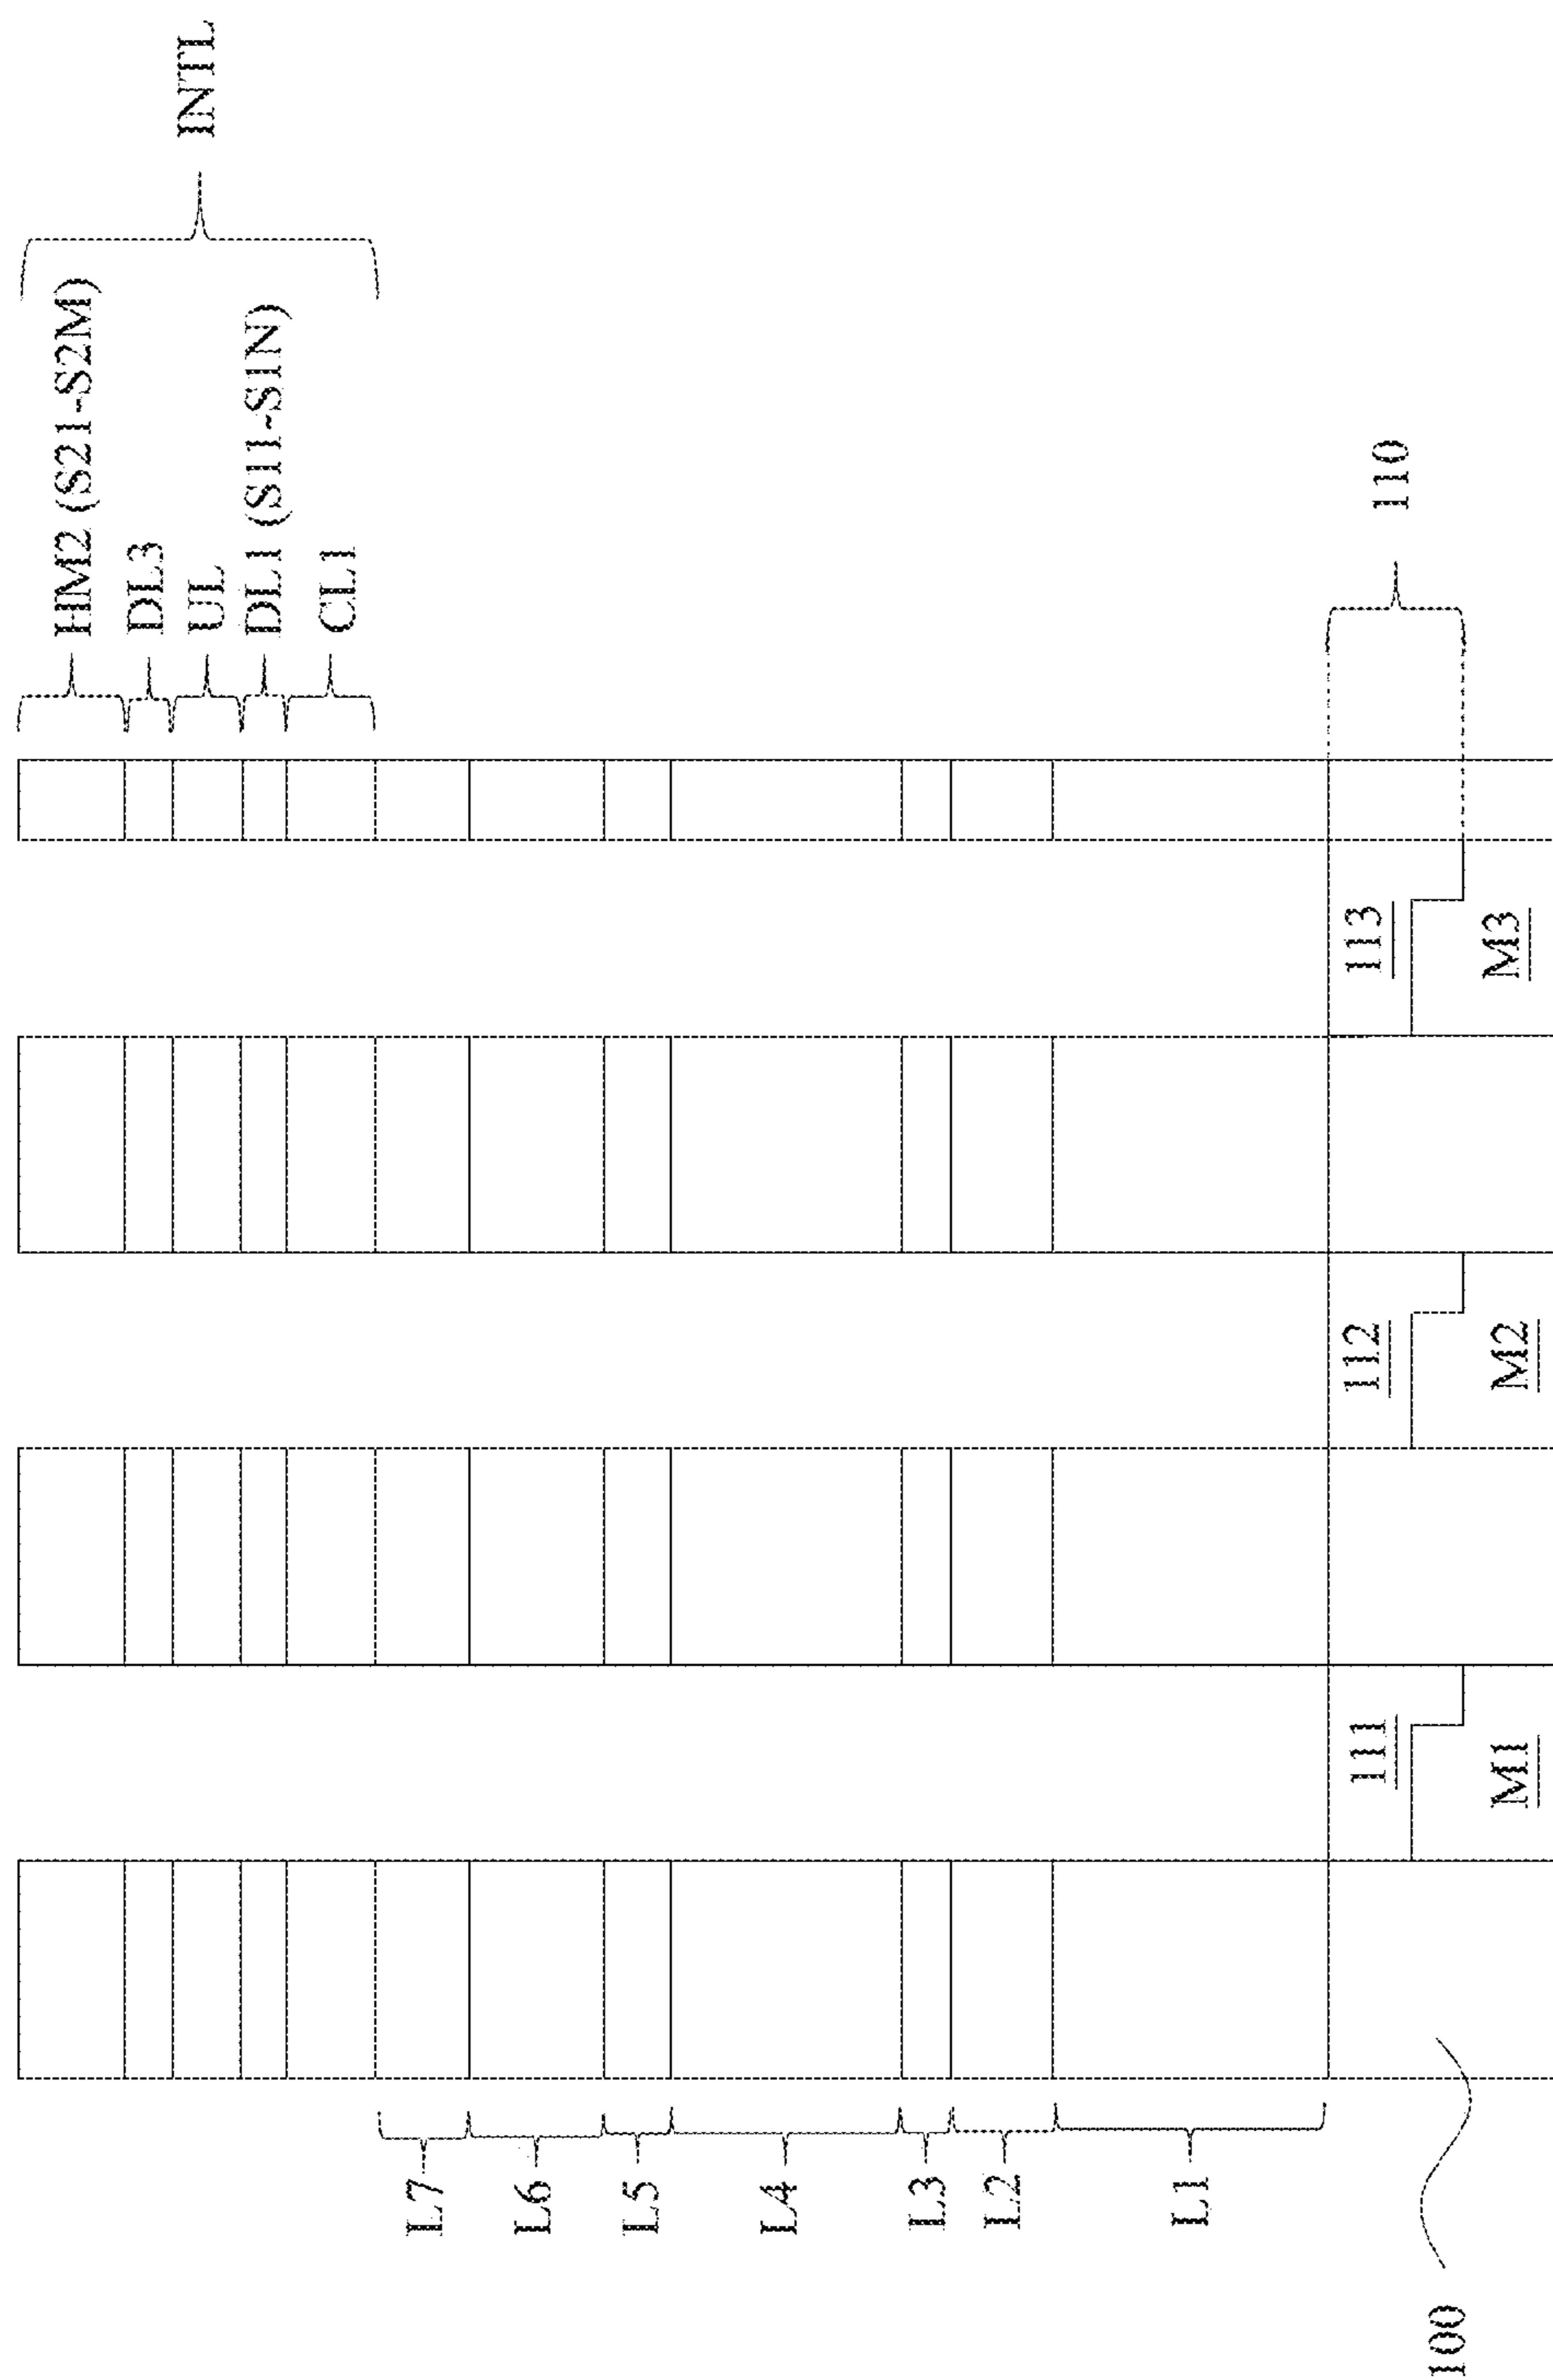 HM2 (S21-S2M)
DL3
UL
DL1 (S11~S1N)
CL1
INTL
L7
L6
L5
L4
L3
L2
L1
111
112
113
110
M1
M2
M3
100